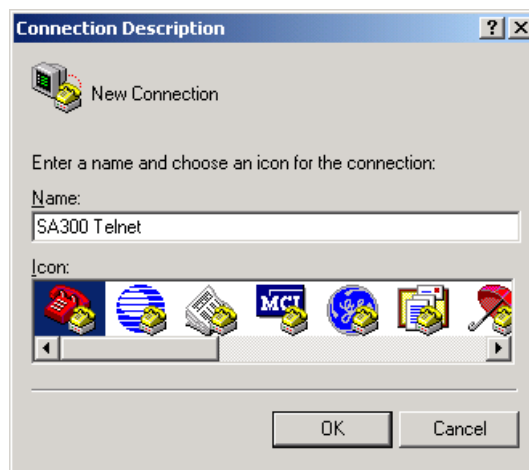 Connection Description
New Connection
Enter a name and choose an icon for the connection:
Name:
SA300 Telnet
Icon:
MCI
OK Cancel